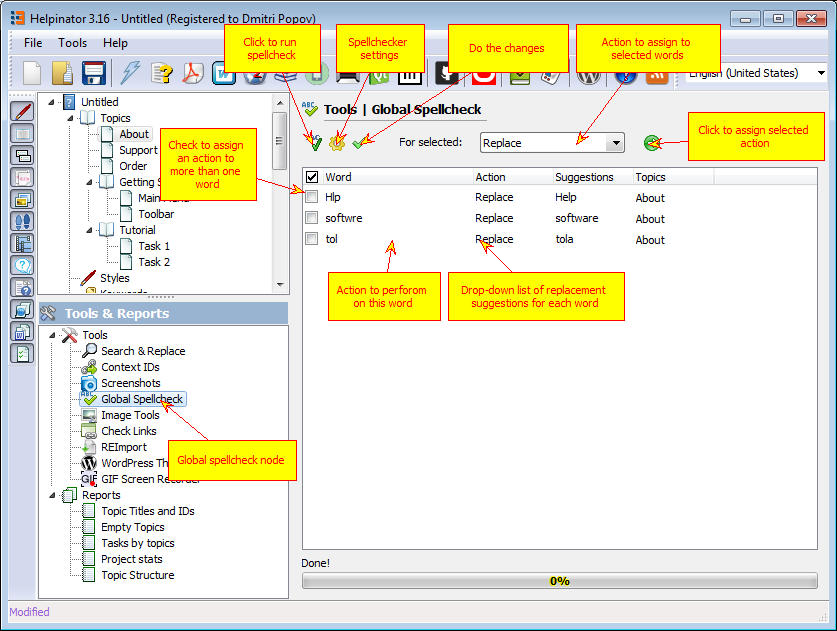 Helpinator 3.16 - Untitled (Registered to Dmitri Popov)
File Tools Help
Click to run
spellcheck
Spellchecker
settings
Do the changes
Action to assign to
selected words
English (United States)
Untitled
Topics
About
Support
Order
Getting S
Main Menu
Toolbar
Tutorial
Task 1
Task 2
Styles
Keywords
Check to assign
an action to
more than one
word
ABC
Tools | Global Spellcheck
For selected:
Replace
Click to assign selected
action
Word Action Suggestions Topics
Hlp Replace Help About
softwre Replace software About
tol Replace tola About
Action to perforom
on this word
Drop-down list of replacement
suggestions for each word
Tools & Reports
Tools
Search & Replace
Context IDs
Screenshots
Global Spellcheck
Image Tools
Check Links
REImport
WordPress Th
GIF Screen Recorder
Global spellcheck node
Reports
Topic Titles and IDs
Empty Topics
Tasks by topics
Project stats
Topic Structure
Done!
0%
Modified